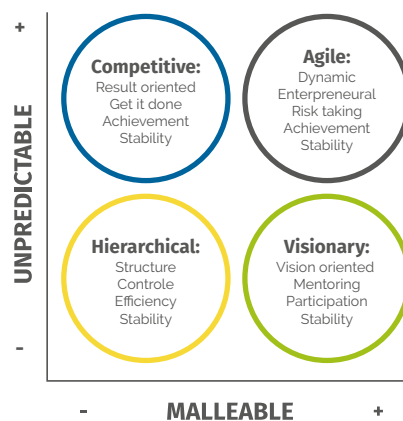 +
UNPREDICTABLE
-
Competitive:
Result oriented
Get it done
Achievement
Stability
Agile:
Dynamic
Enterpreneural
Risk taking
Achievement
Stability
Hierarchical:
Structure
Controle
Efficiency
Stability
Visionary:
Vision oriented
Mentoring
Participation
Stability
- MALLEABLE +